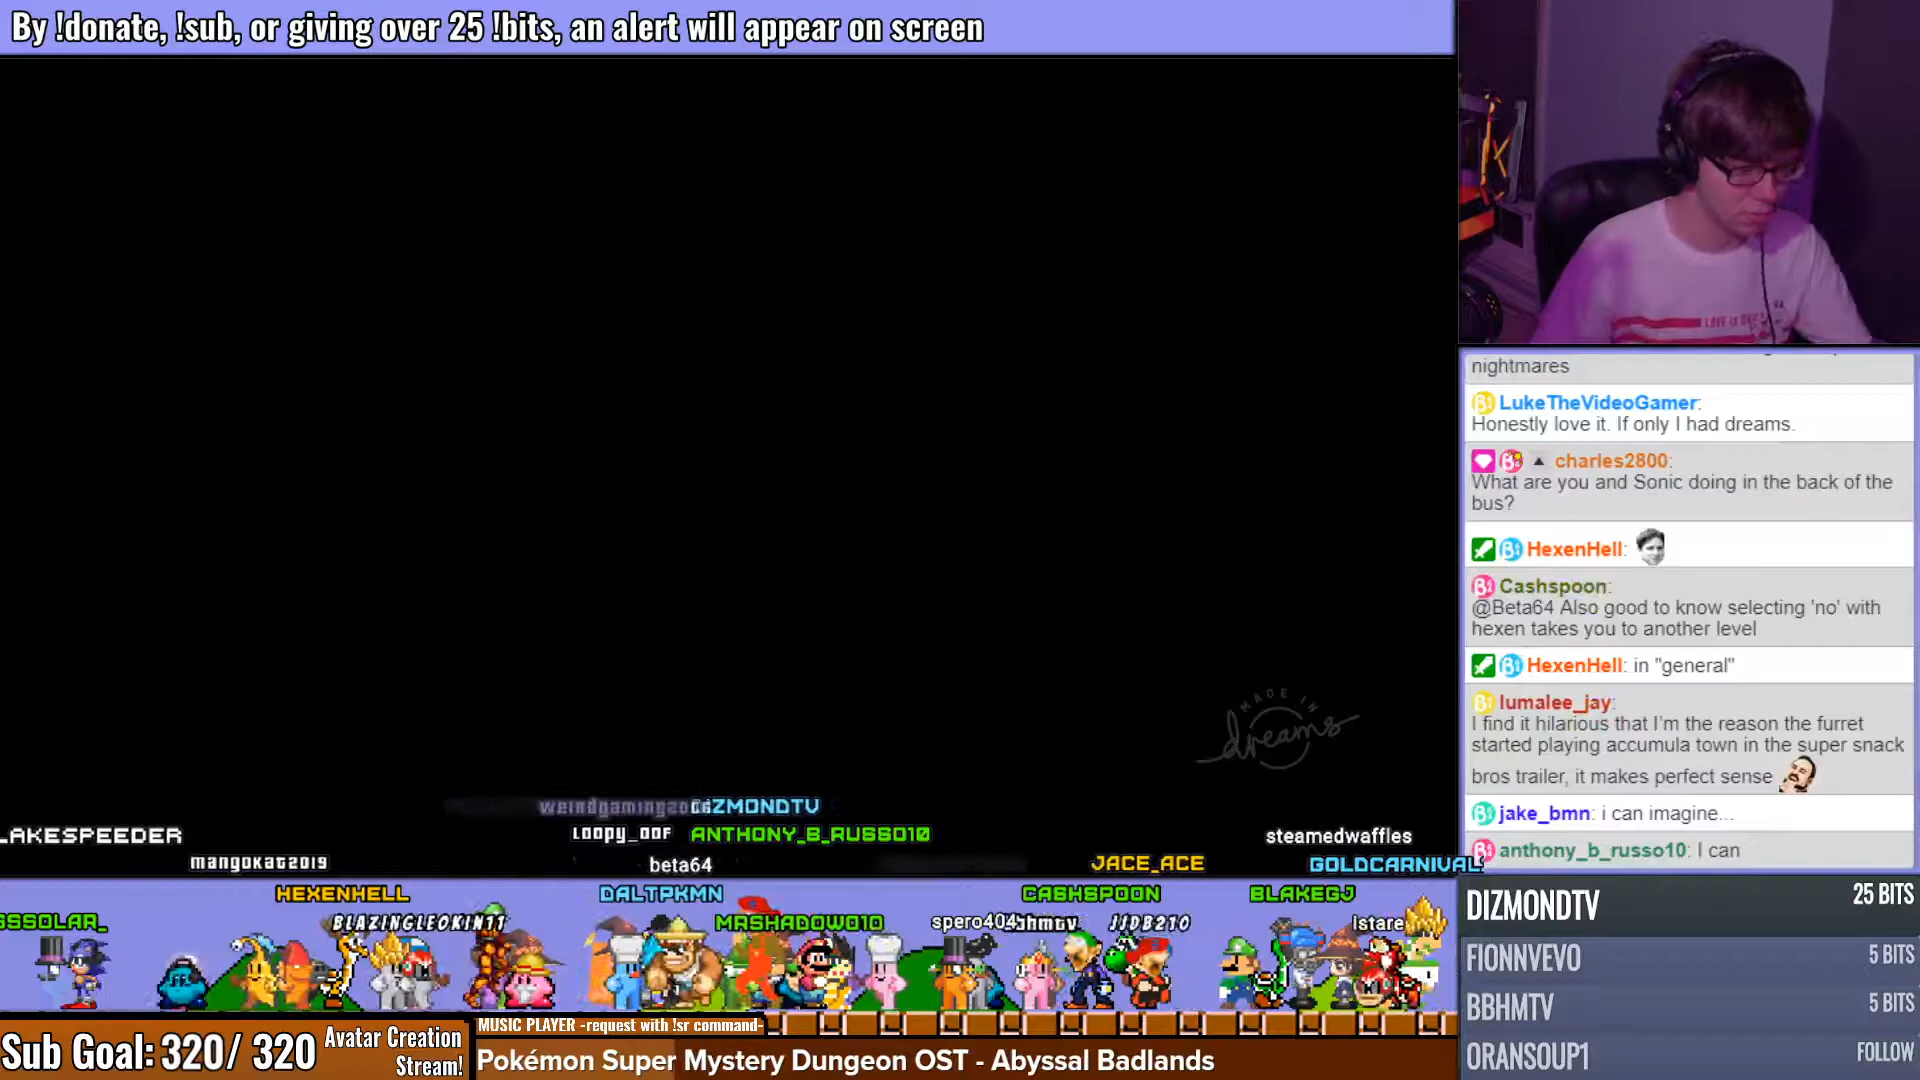 By !donate, !sub, or giving over 25 !bits, an alert will appear on screen
nightmares
LukeTheVideoGamer:
Honestly love it. If only I had dreams.
charles2800:
What are you and Sonic doing in the back of the
bus?
HexenHell:
Cashspoon:
@Beta64 Also good to know selecting 'no' with
hexen takes you to another level
HexenHell: in "general"
lumalee_jay:
I find it hilarious that I'm the reason the furret
started playing accumula town in the super snack
bros trailer, it makes perfect sense
jake_bmn: i can imagine...
anthony_b_russo10: I can
MADE IN
dreams
DIZMONDTV
LAKESPEEDER
Loopy_OOF
ANTHONY_B_RUSSO10
steamedwaffles
mangokat2019
beta64
JACE_ACE
GOLDCARNIVAL
HEXENHELL
DALTPKMN
CASHSPOON
BLAKEGJ
SSSOLAR_
BLAZINGLEOKIN11
MRSHADOW010
spero404
JJDB210
Istare
Sub Goal: 320/ 320
Avatar Creation
Stream!
MUSIC PLAYER -request with !sr command-
Pokémon Super Mystery Dungeon OST - Abyssal Badlands
DIZMONDTV 25 BITS
FIONNVEVO 5 BITS
BBHMTV 5 BITS
ORANSOUP1 FOLLOW